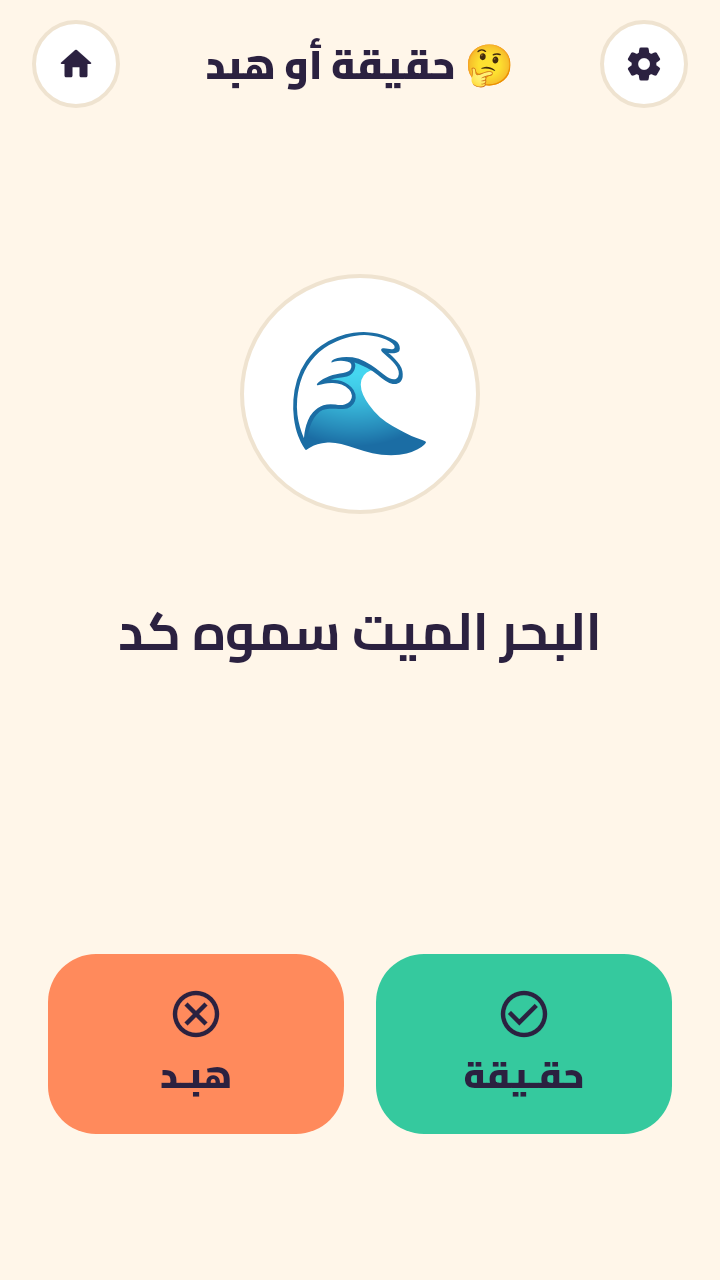 حقيقة أو هبد 🤔
البحر الميت سموه كد
حقيقة
هبد